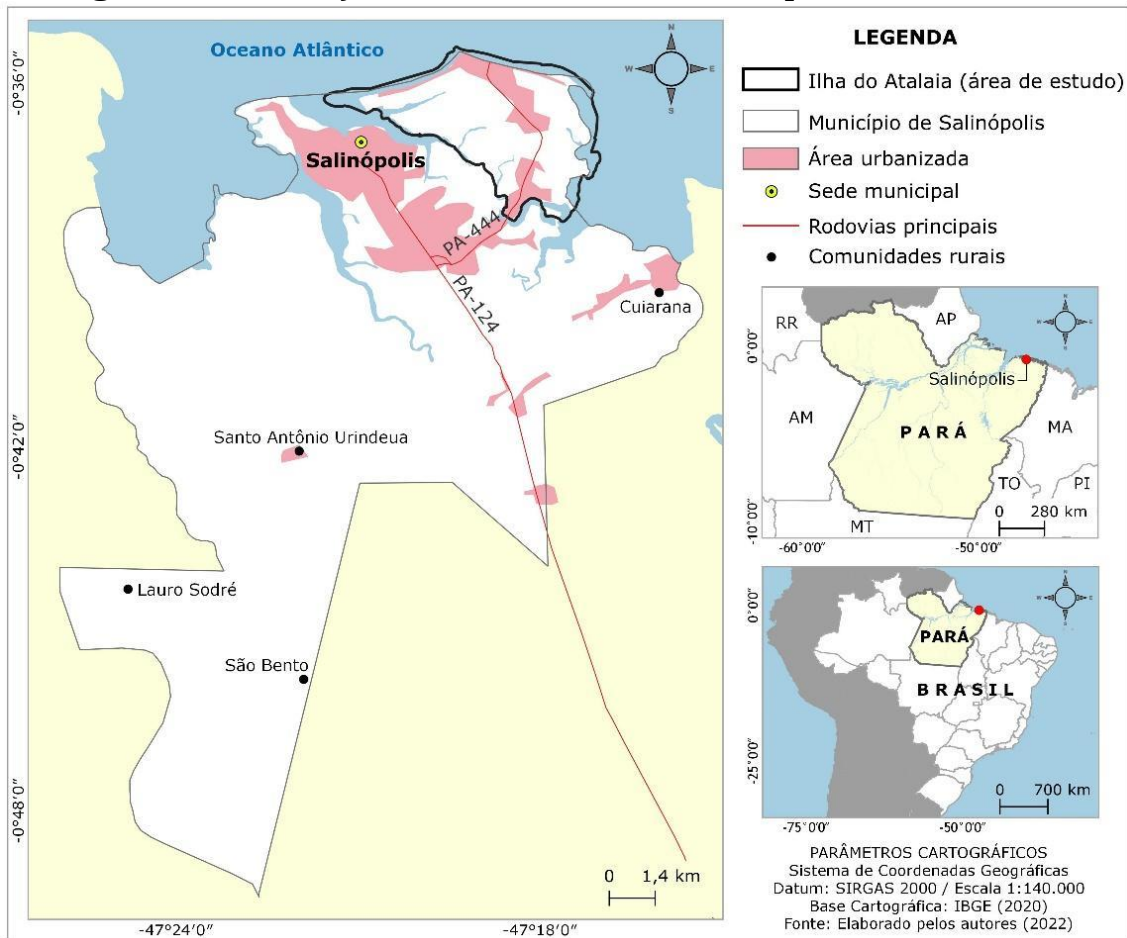 Oceano Atlântico
N
W
E
S
Salinópolis
PA-444
PA-124
Cuiarana
Santo Antônio Urindeua
Lauro Sodré
São Bento
0 1,4 km
-0°36'0"
-0°42'0"
-0°48'0"
-47°24'0"
-47°18'0"
LEGENDA
Ilha do Atalaia (área de estudo)
Município de Salinópolis
Área urbanizada
Sede municipal
Rodovias principais
Comunidades rurais
RR
AP
Salinópolis
AM
PARÁ
MA
TO
PI
MT
0 280 km
0°0'0"
-10°0'0"
-60°0'0"
-50°0'0"
PARÁ
BRASIL
0 700 km
0°0'0"
-25°0'0"
-75°0'0"
-50°0'0"
PARÂMETROS CARTOGRÁFICOS
Sistema de Coordenadas Geográficas
Datum: SIRGAS 2000 / Escala 1:140.000
Base Cartográfica: IBGE (2020)
Fonte: Elaborado pelos autores (2022)